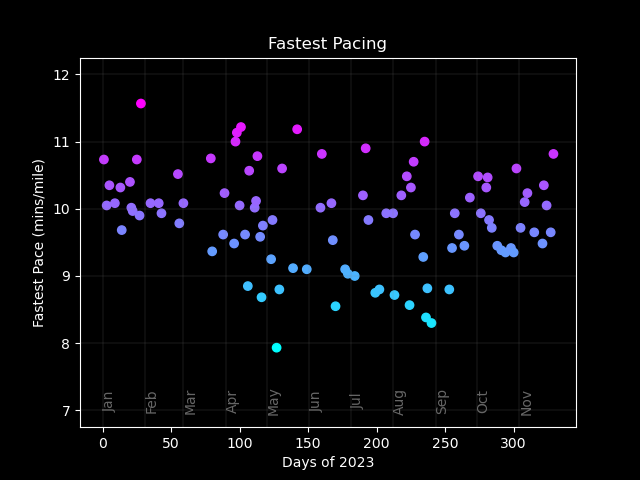 Fastest Pacing
Fastest Pace (mins/mile)
12
11
10
9
8
7
Jan Feb Mar Apr May Jun Jul Aug Sep Oct Nov
0 50 100 150 200 250 300
Days of 2023